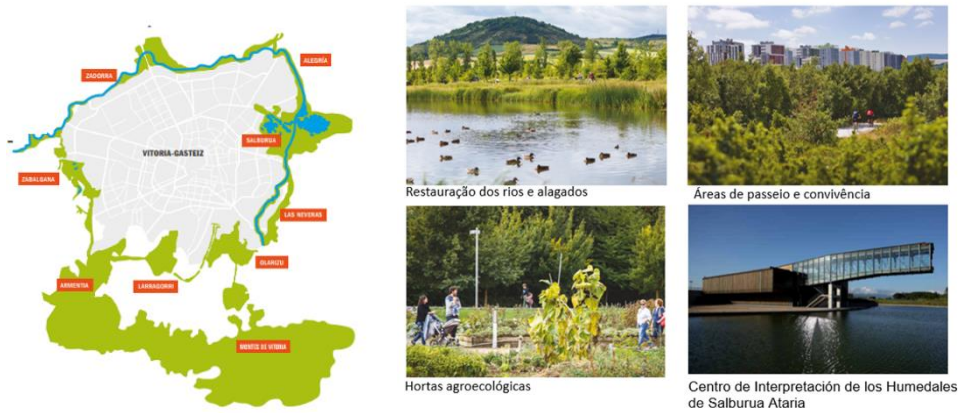 ZADORRA
ALEGRÍA
SALBURUA
VITORIA-GASTEIZ
ZABALGANA
LAS NEVERAS
OLARIZU
ARMENTIA
LARRAGORRI
MONTES DE VITORIA
Restauração dos rios e alagados
Áreas de passeio e convivência
Hortas agroecológicas
Centro de Interpretación de los Humedales
de Salburua Ataria